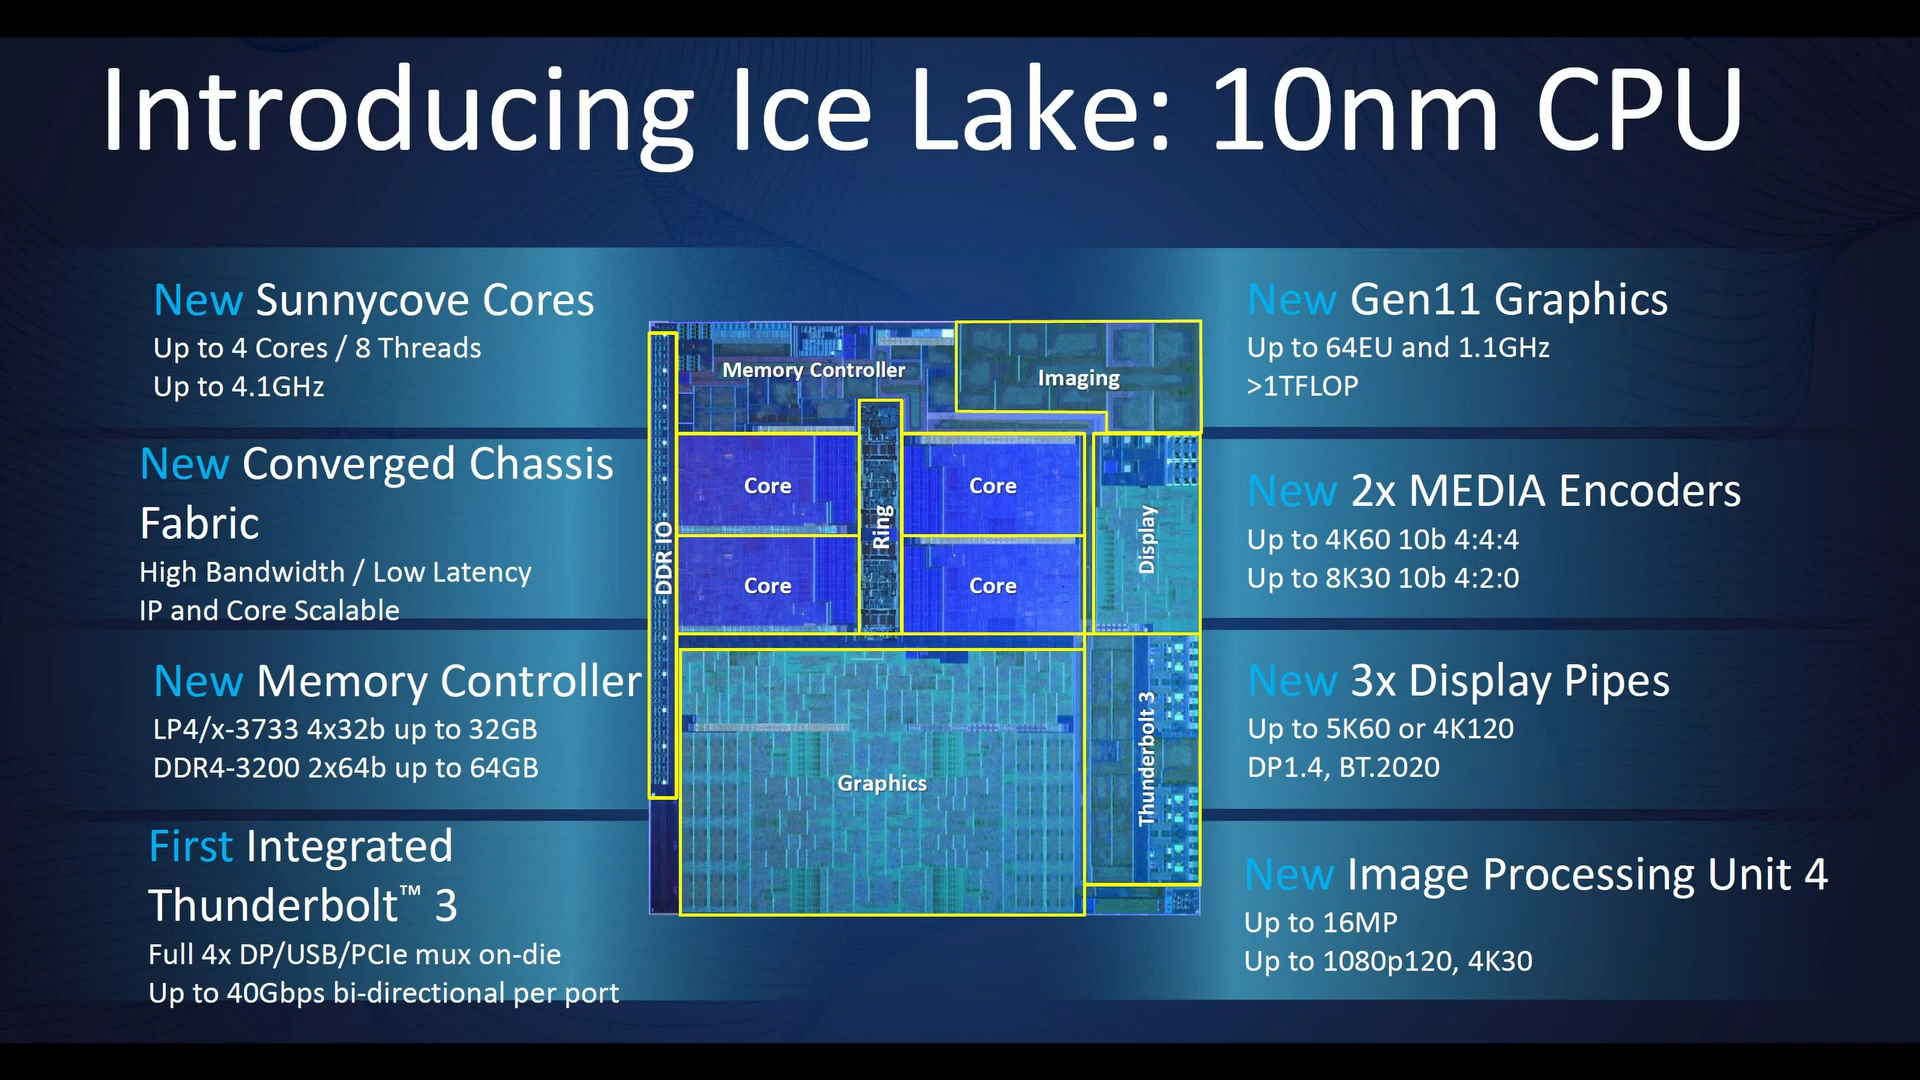 Introducing Ice Lake: 10nm CPU
New Sunnycove Cores
Up to 4 Cores / 8 Threads
Up to 4.1GHz
New Converged Chassis
Fabric
High Bandwidth / Low Latency
IP and Core Scalable
New Memory Controller
LP4/x-3733 4x32b up to 32GB
DDR4-3200 2x64b up to 64GB
First Integrated
Thunderbolt™ 3
Full 4x DP/USB/PCIe mux on-die
Up to 40Gbps bi-directional per port
Memory Controller
Imaging
DDR IO
Core
Ring
Core
Display
Core
Core
Graphics
Thunderbolt 3
New Gen11 Graphics
Up to 64EU and 1.1GHz
>1TFLOP
New 2x MEDIA Encoders
Up to 4K60 10b 4:4:4
Up to 8K30 10b 4:2:0
New 3x Display Pipes
Up to 5K60 or 4K120
DP1.4, BT.2020
New Image Processing Unit 4
Up to 16MP
Up to 1080p120, 4K30